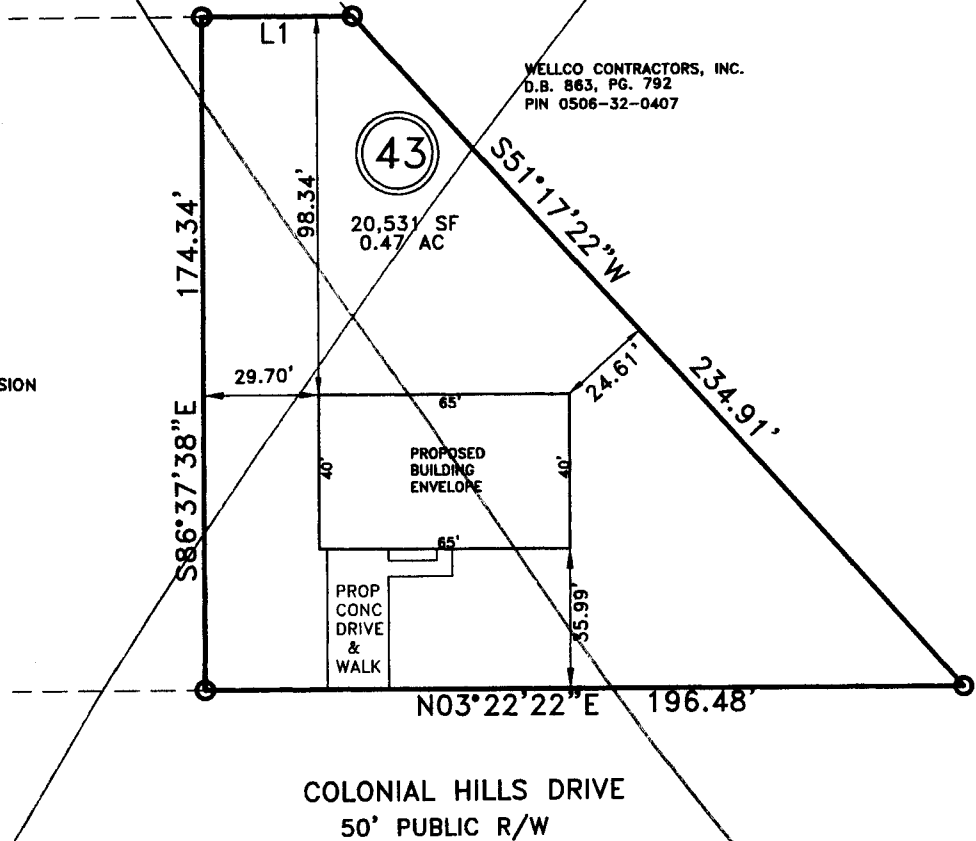 L1
WELLCO CONTRACTORS, INC.
D.B. 863, PG. 792
PIN 0506-32-0407
43
20,531 SF
0.47 AC
98.34'
174.34'
S86°37'38"E
S51°17'22"W
234.91'
SION
29.70'
24.61'
65'
40'
PROPOSED
BUILDING
ENVELOPE
40'
65'
PROP
CONC
DRIVE
&
WALK
35.99'
N03°22'22"E 196.48'
COLONIAL HILLS DRIVE
50' PUBLIC R/W